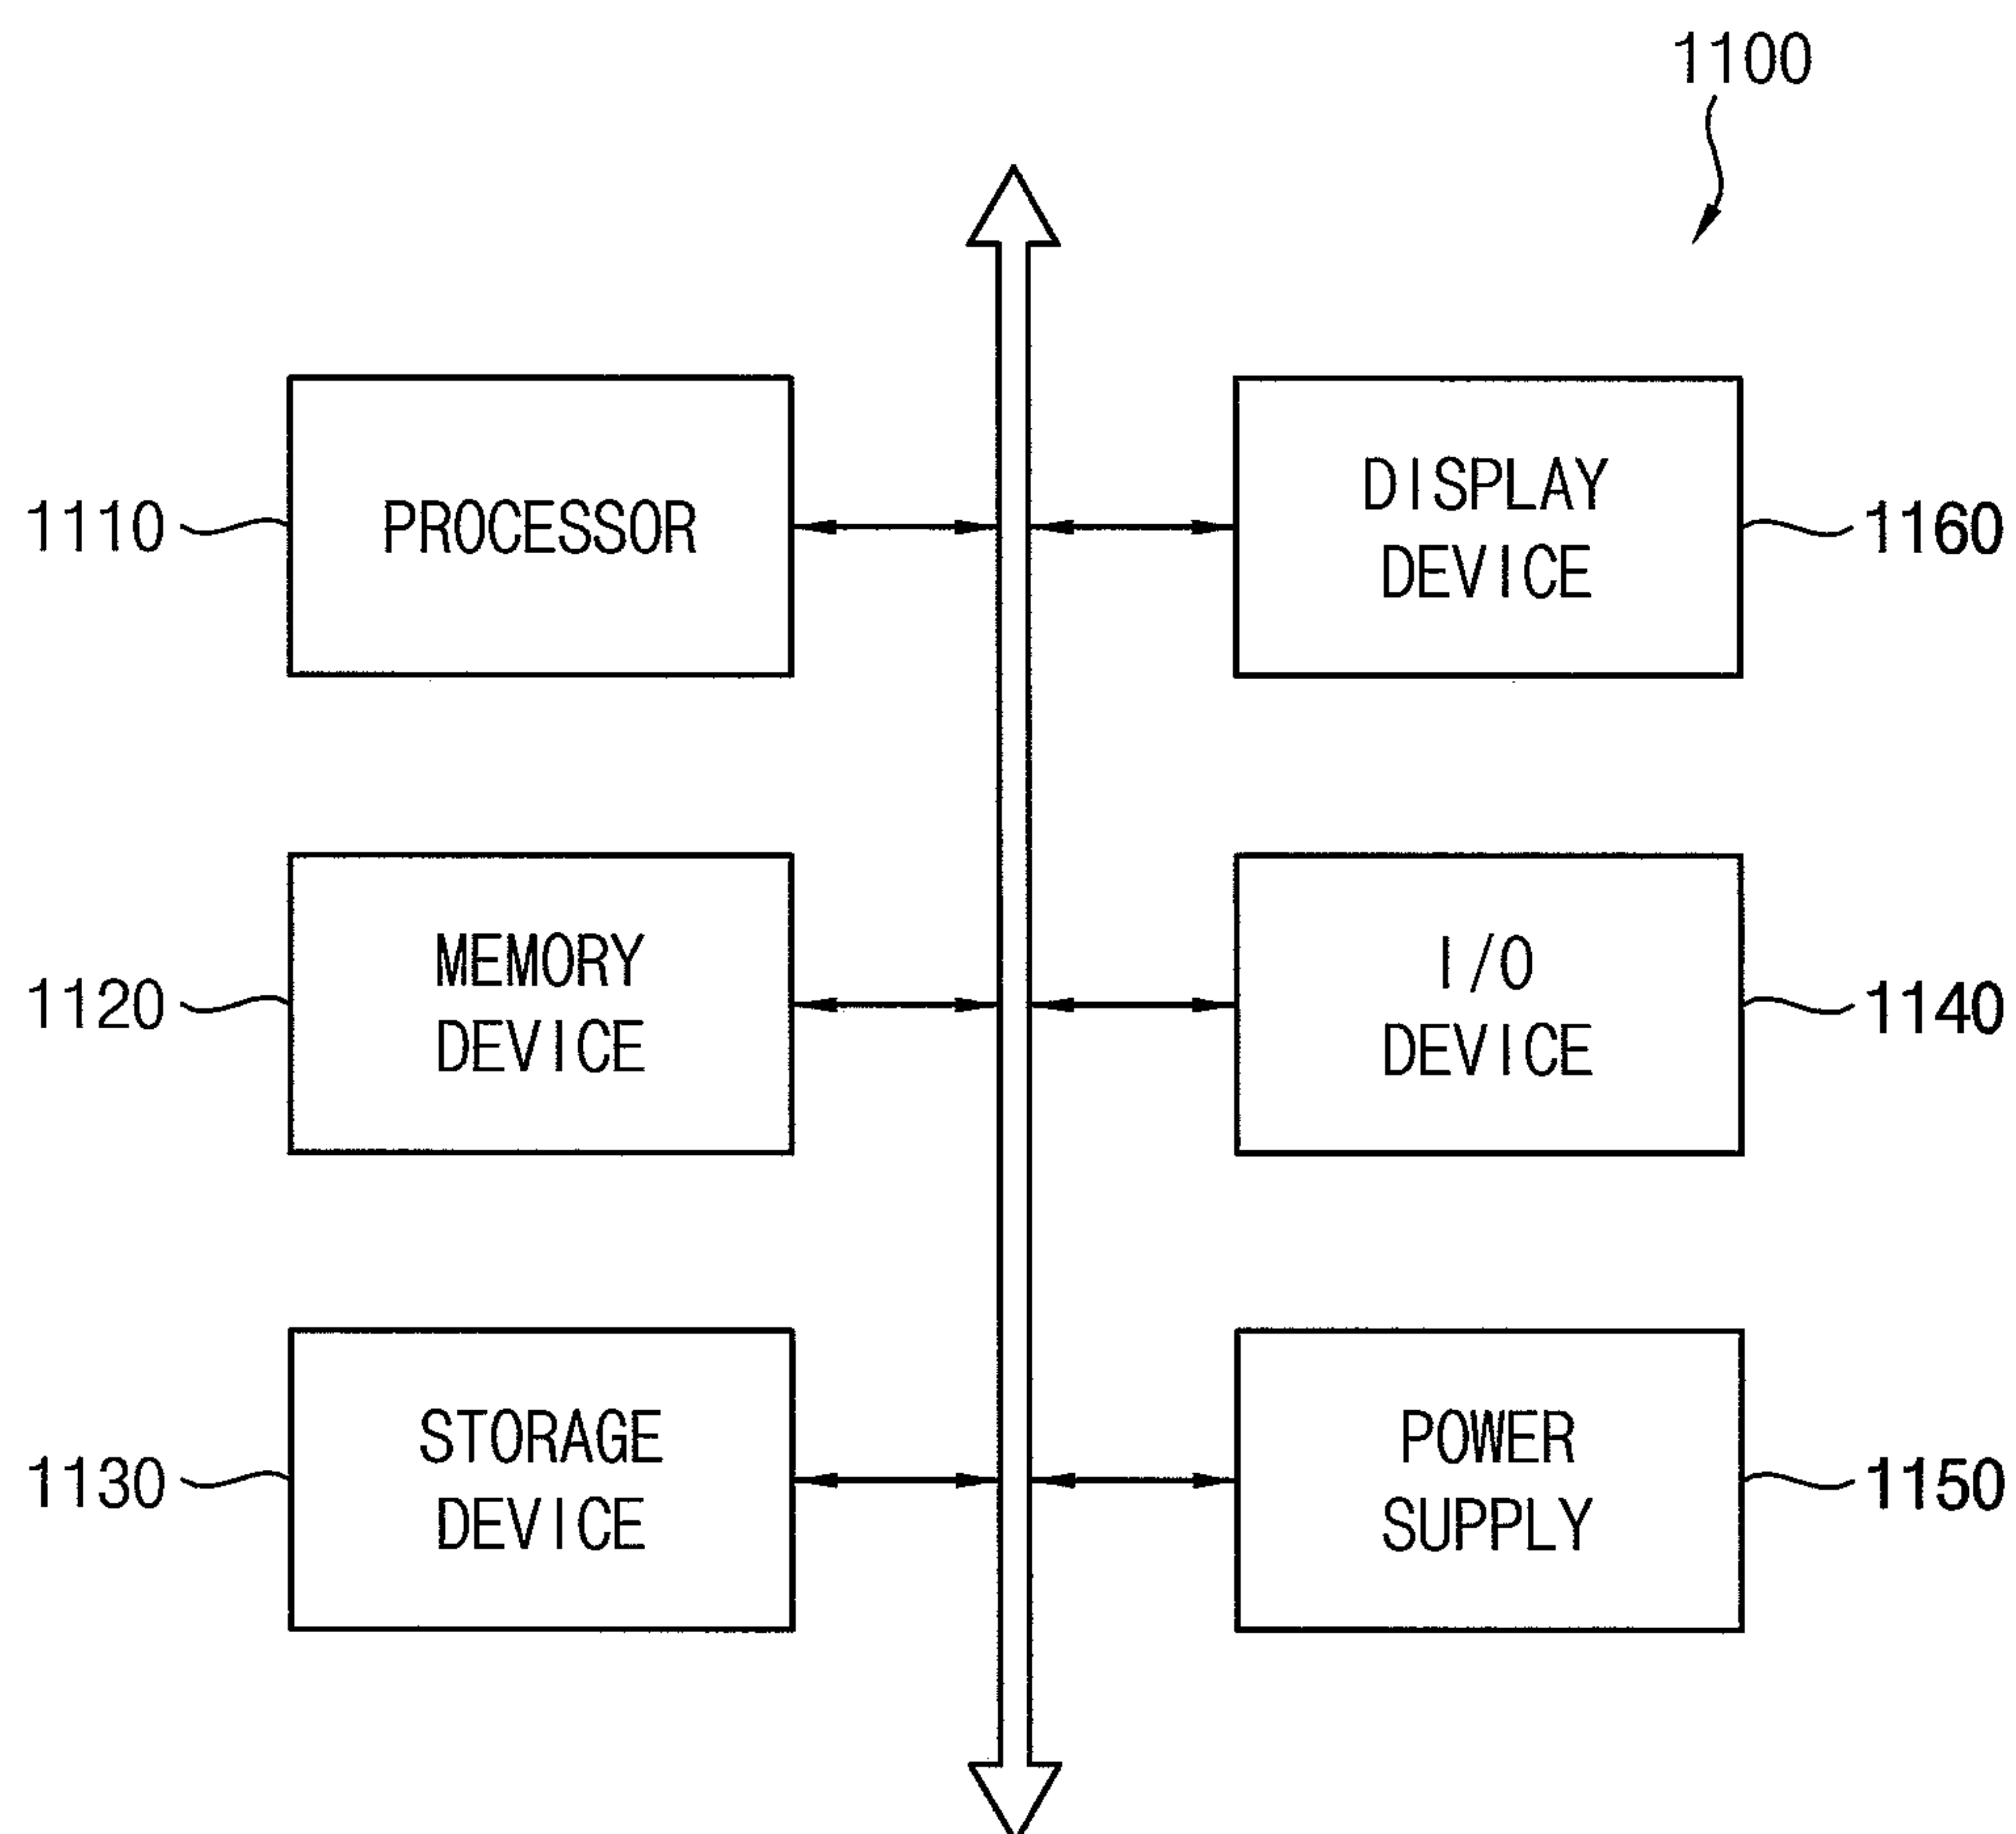 1100
1110
PROCESSOR
DISPLAY
DEVICE
1160
1120
MEMORY
DEVICE
I/O
DEVICE
1140
1130
STORAGE
DEVICE
POWER
SUPPLY
1150